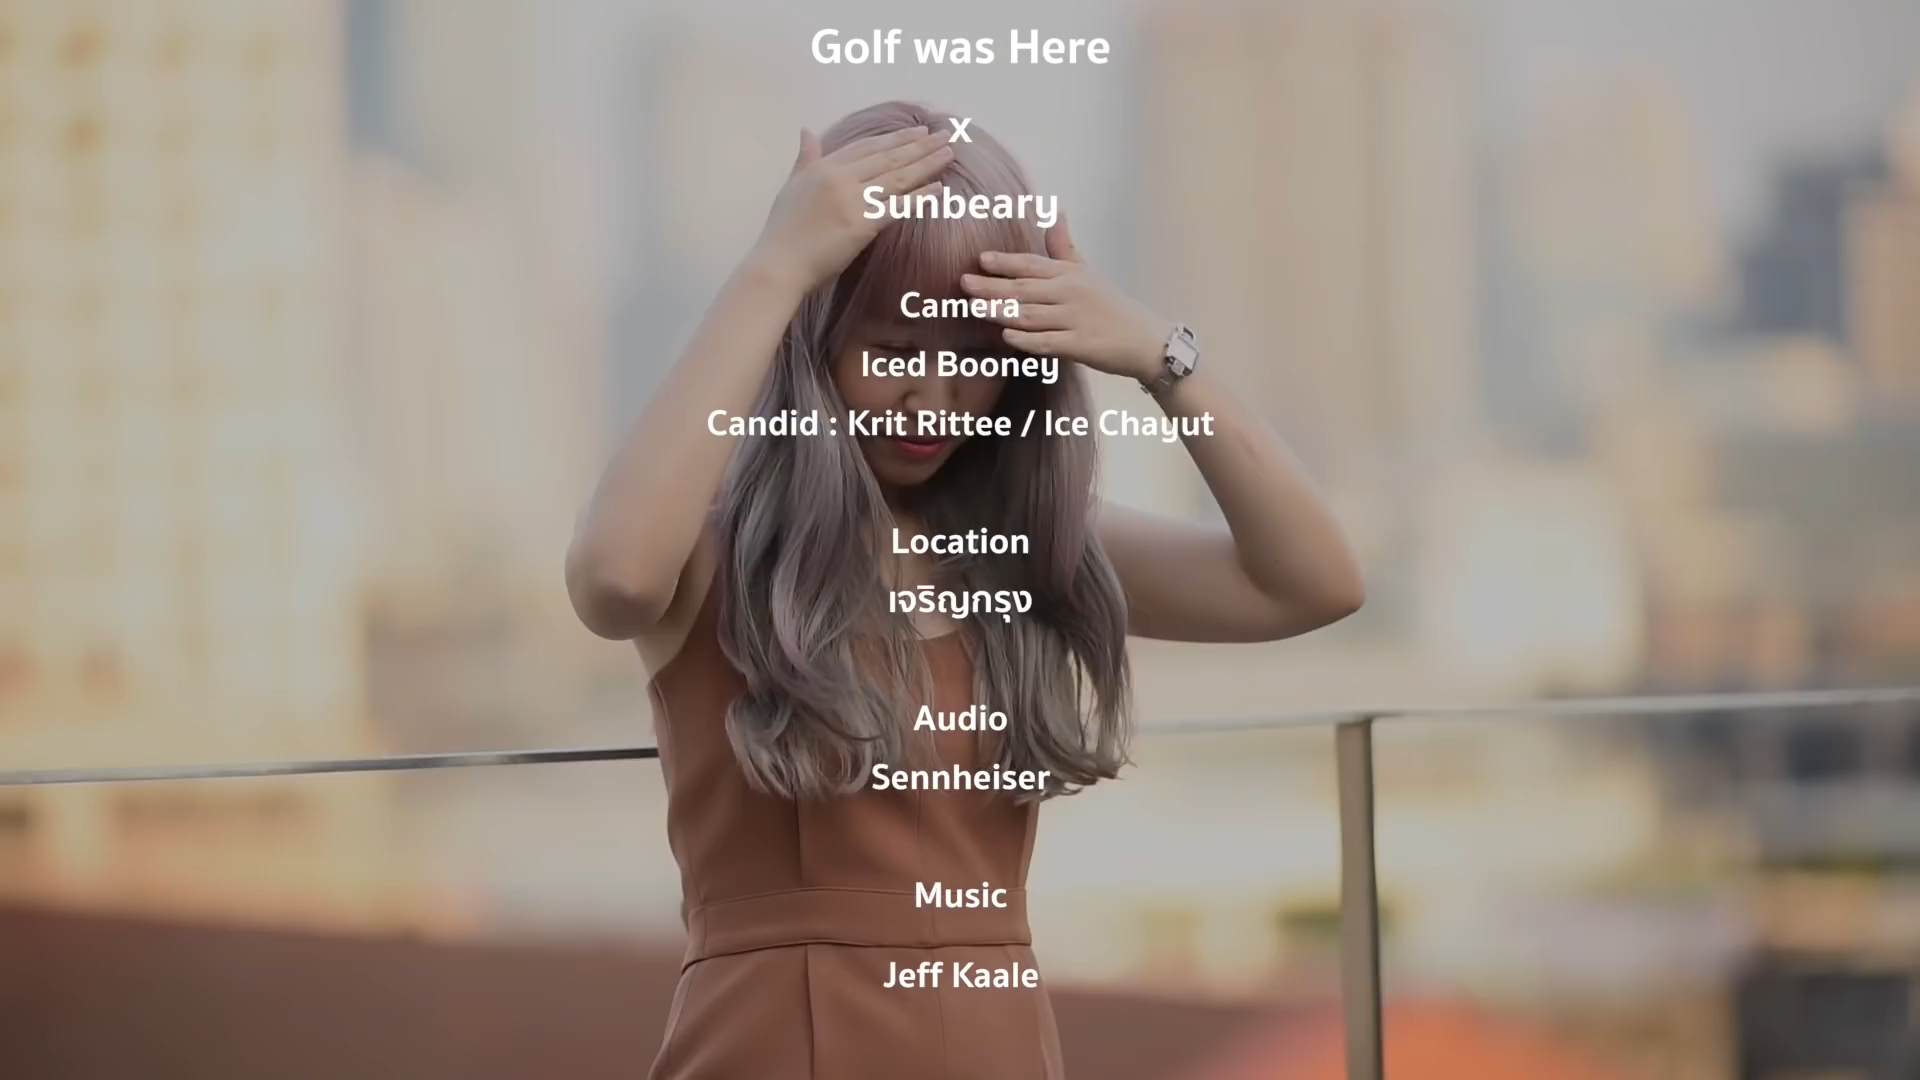 Golf was Here
x
Sunbeary
Camera
Iced Booney
Candid : Krit Rittee / Ice Chayut
Location
เจริญกรุง
Audio
Sennheiser
Music
Jeff Kaale